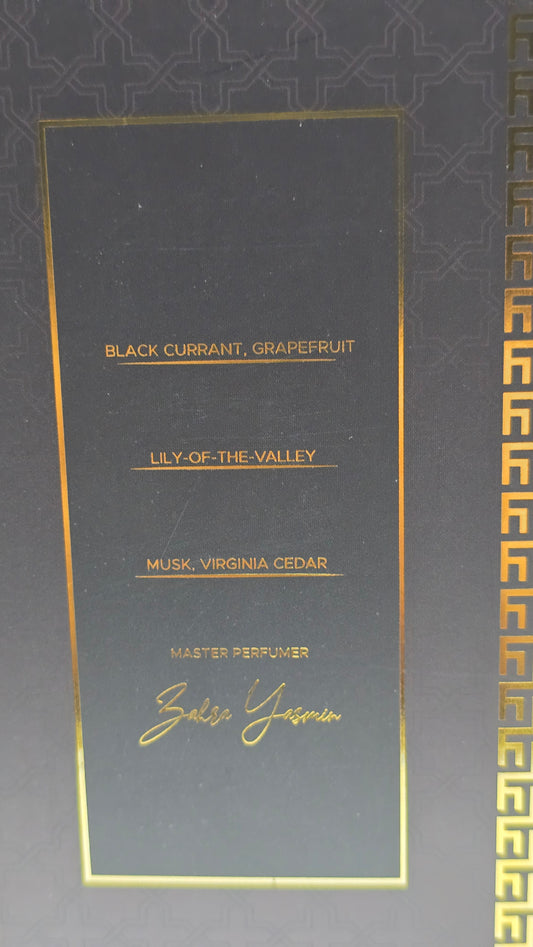 BLACK CURRANT, GRAPEFRUIT
LILY-OF-THE-VALLEY
MUSK, VIRGINIA CEDAR
MASTER PERFUMER
Zahra Yasmin